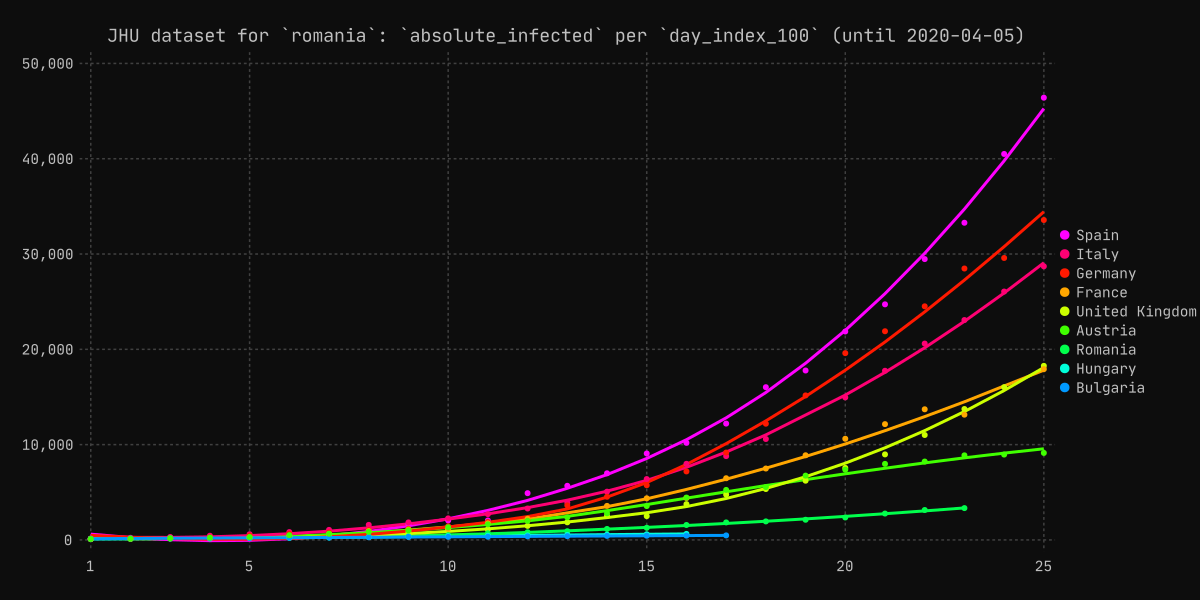 JHU dataset for `romania`: `absolute_infected` per `day_index_100` (until 2020-04-05)
50,000
40,000
30,000
20,000
10,000
0
1 5 10 15 20 25
Spain
Italy
Germany
France
United Kingdom
Austria
Romania
Hungary
Bulgaria